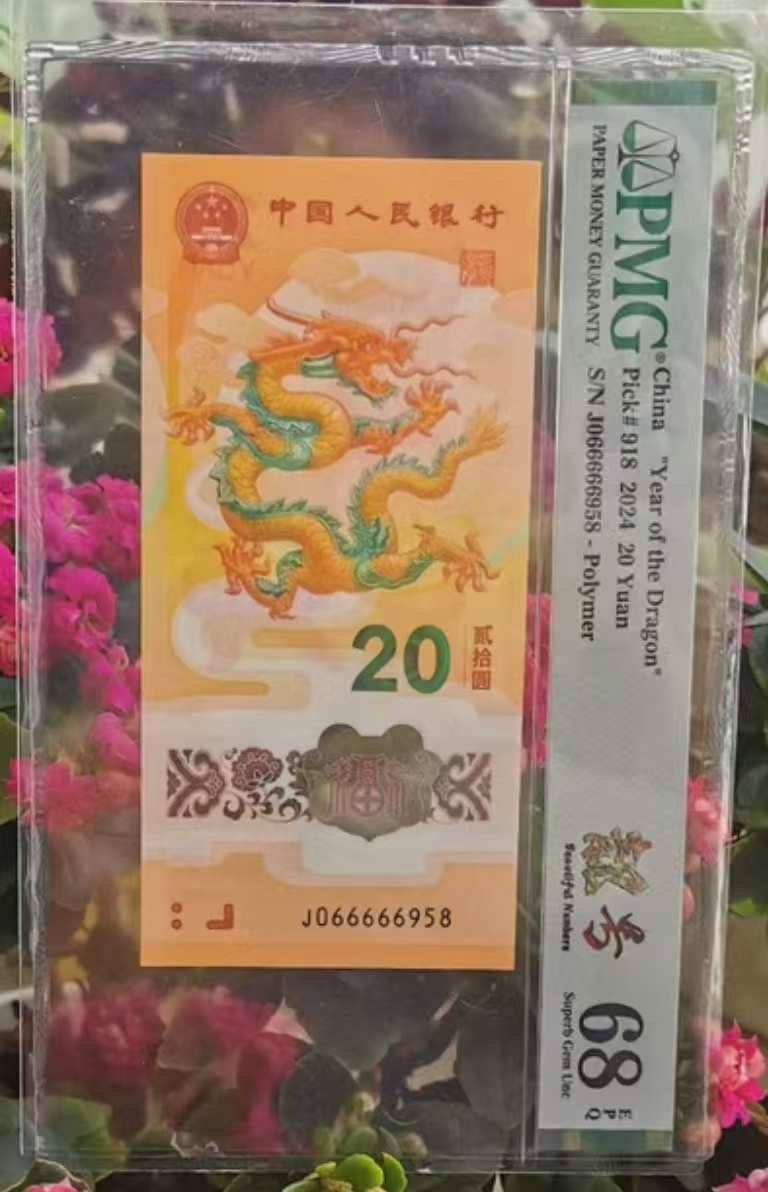 中国人民银行
20
贰拾圆
福
J066666958
PMG®
PAPER MONEY GUARANTY
China "Year of the Dragon"
Pick# 918 2024 20 Yuan
S/N J066666958 - Polymer
号
Beautiful Numbers
68
EPQ
Superb Gem Unc